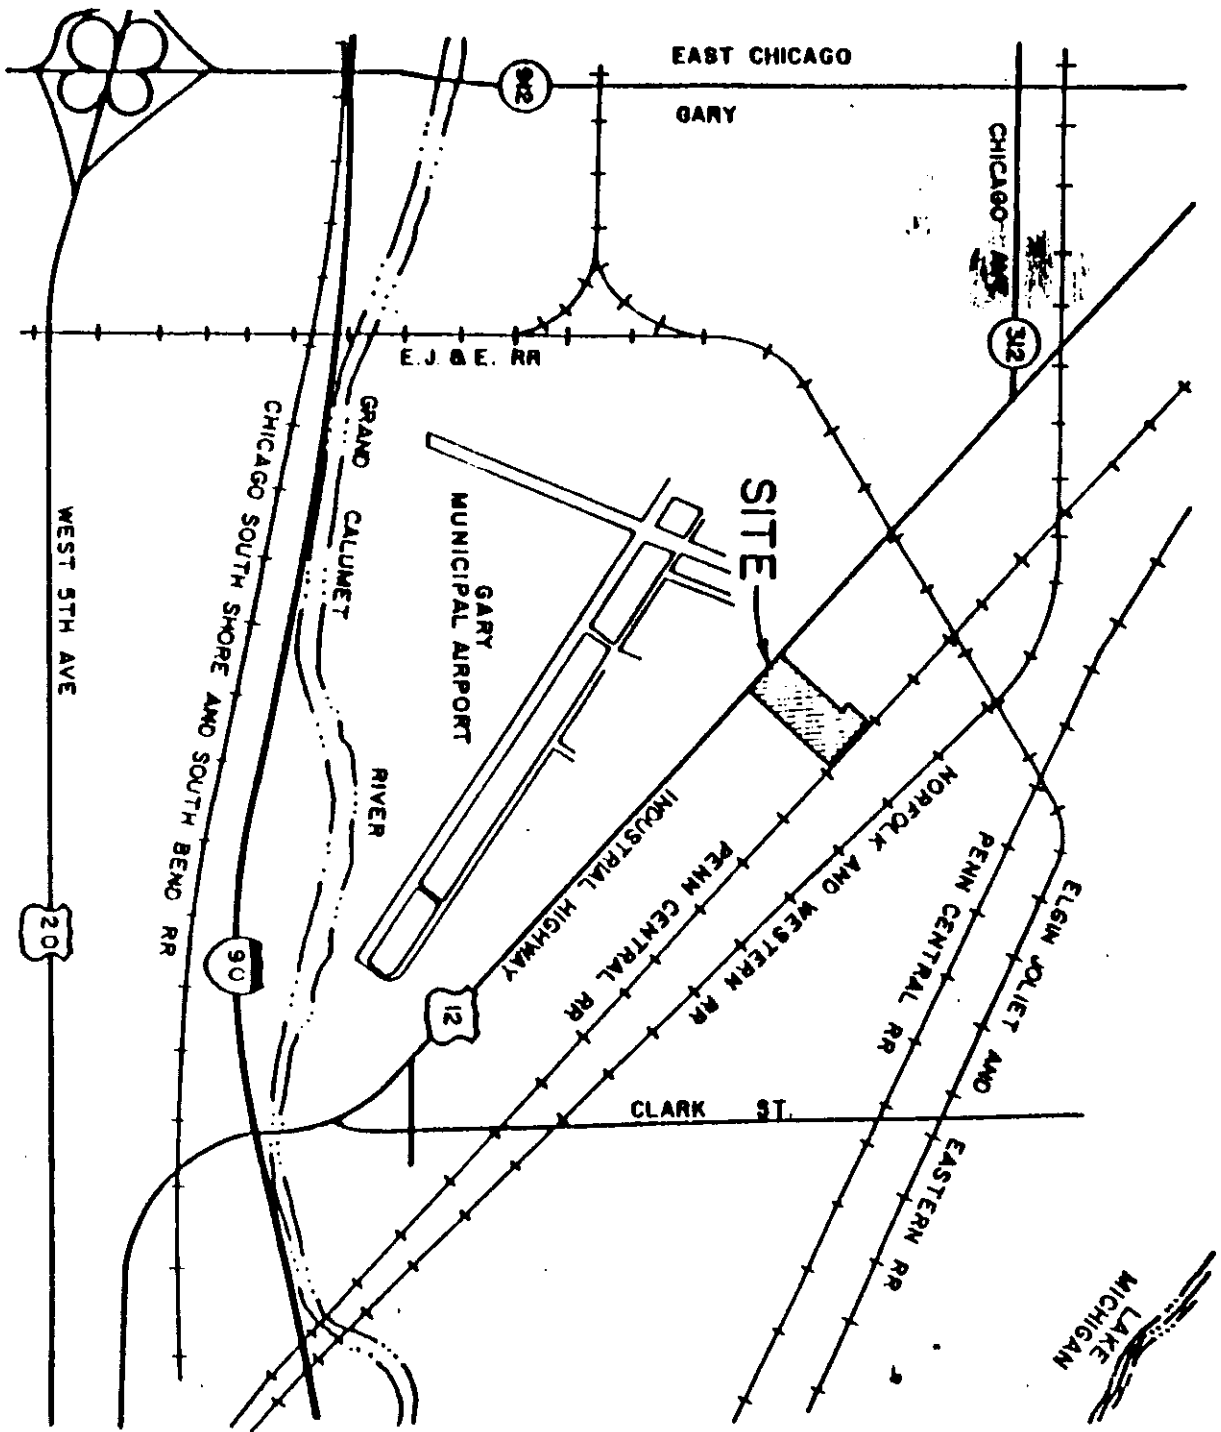 EAST CHICAGO
GARY
912
CHICAGO AVE
312
E.J. & E. RR
GRAND CALUMET RIVER
CHICAGO SOUTH SHORE AND SOUTH BEND RR
WEST 5TH AVE
GARY
MUNICIPAL AIRPORT
SITE
INDUSTRIAL HIGHWAY
PENN CENTRAL RR
NORFOLK AND WESTERN RR
PENN CENTRAL RR
ELGIN JOLIET AND EASTERN RR
20
90
12
CLARK ST.
LAKE
MICHIGAN